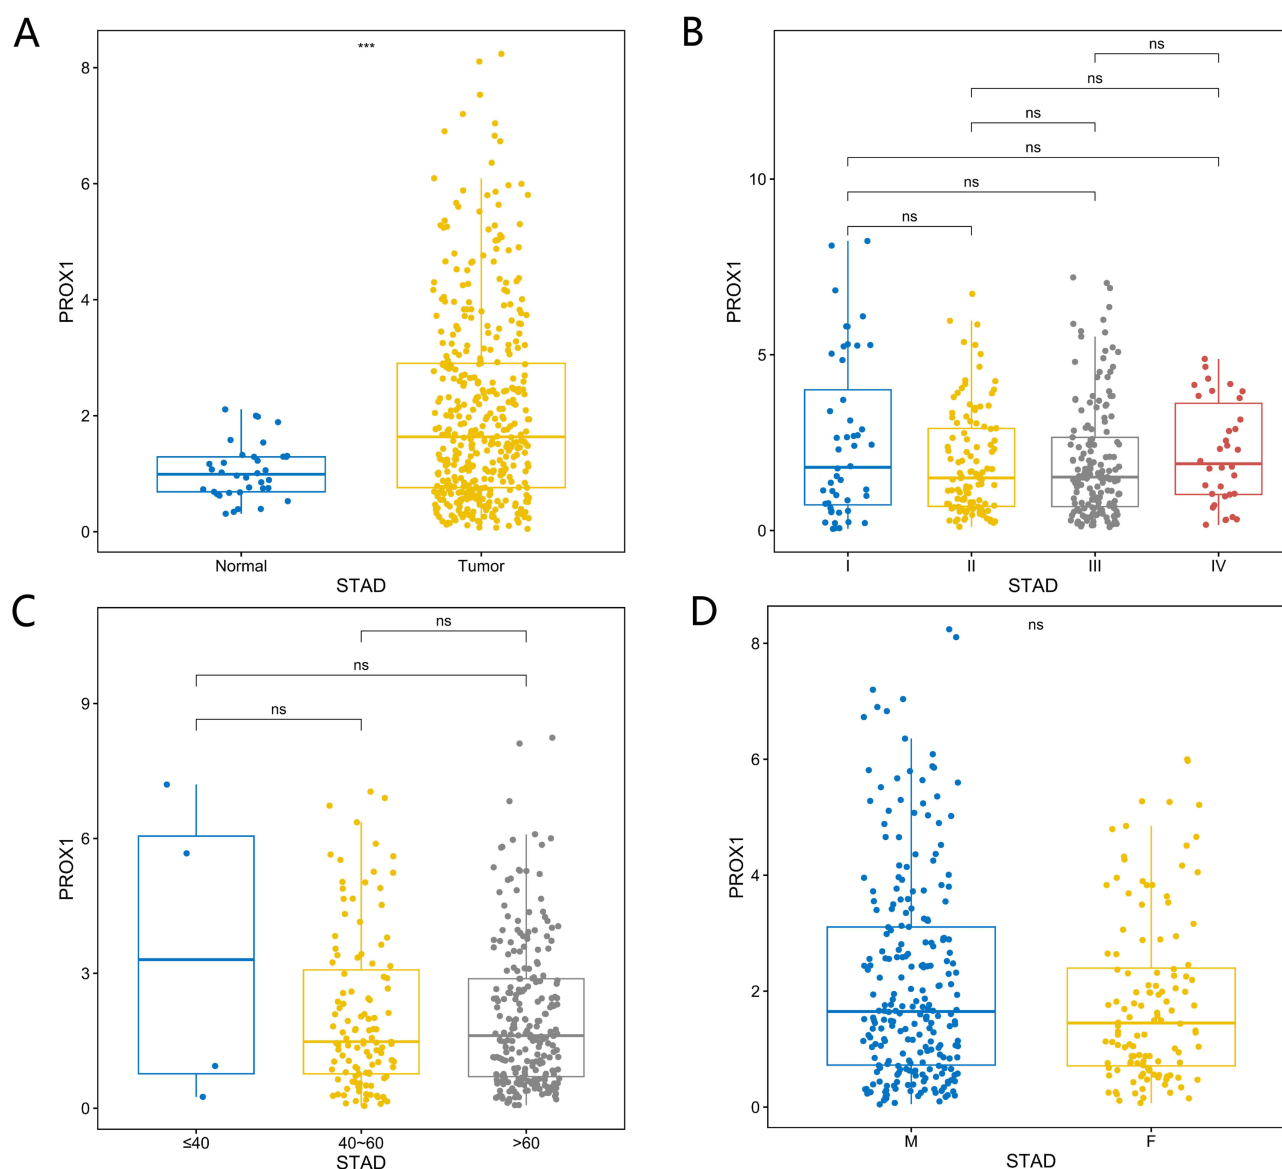 A
***
8
6
4
2
0
PROX1
Normal Tumor
STAD
B
ns
ns
ns
ns
ns
ns
10
5
0
PROX1
I II III IV
STAD
C
ns
ns
ns
9
6
3
0
PROX1
≤40 40~60 >60
STAD
D
ns
8
6
4
2
0
PROX1
M F
STAD